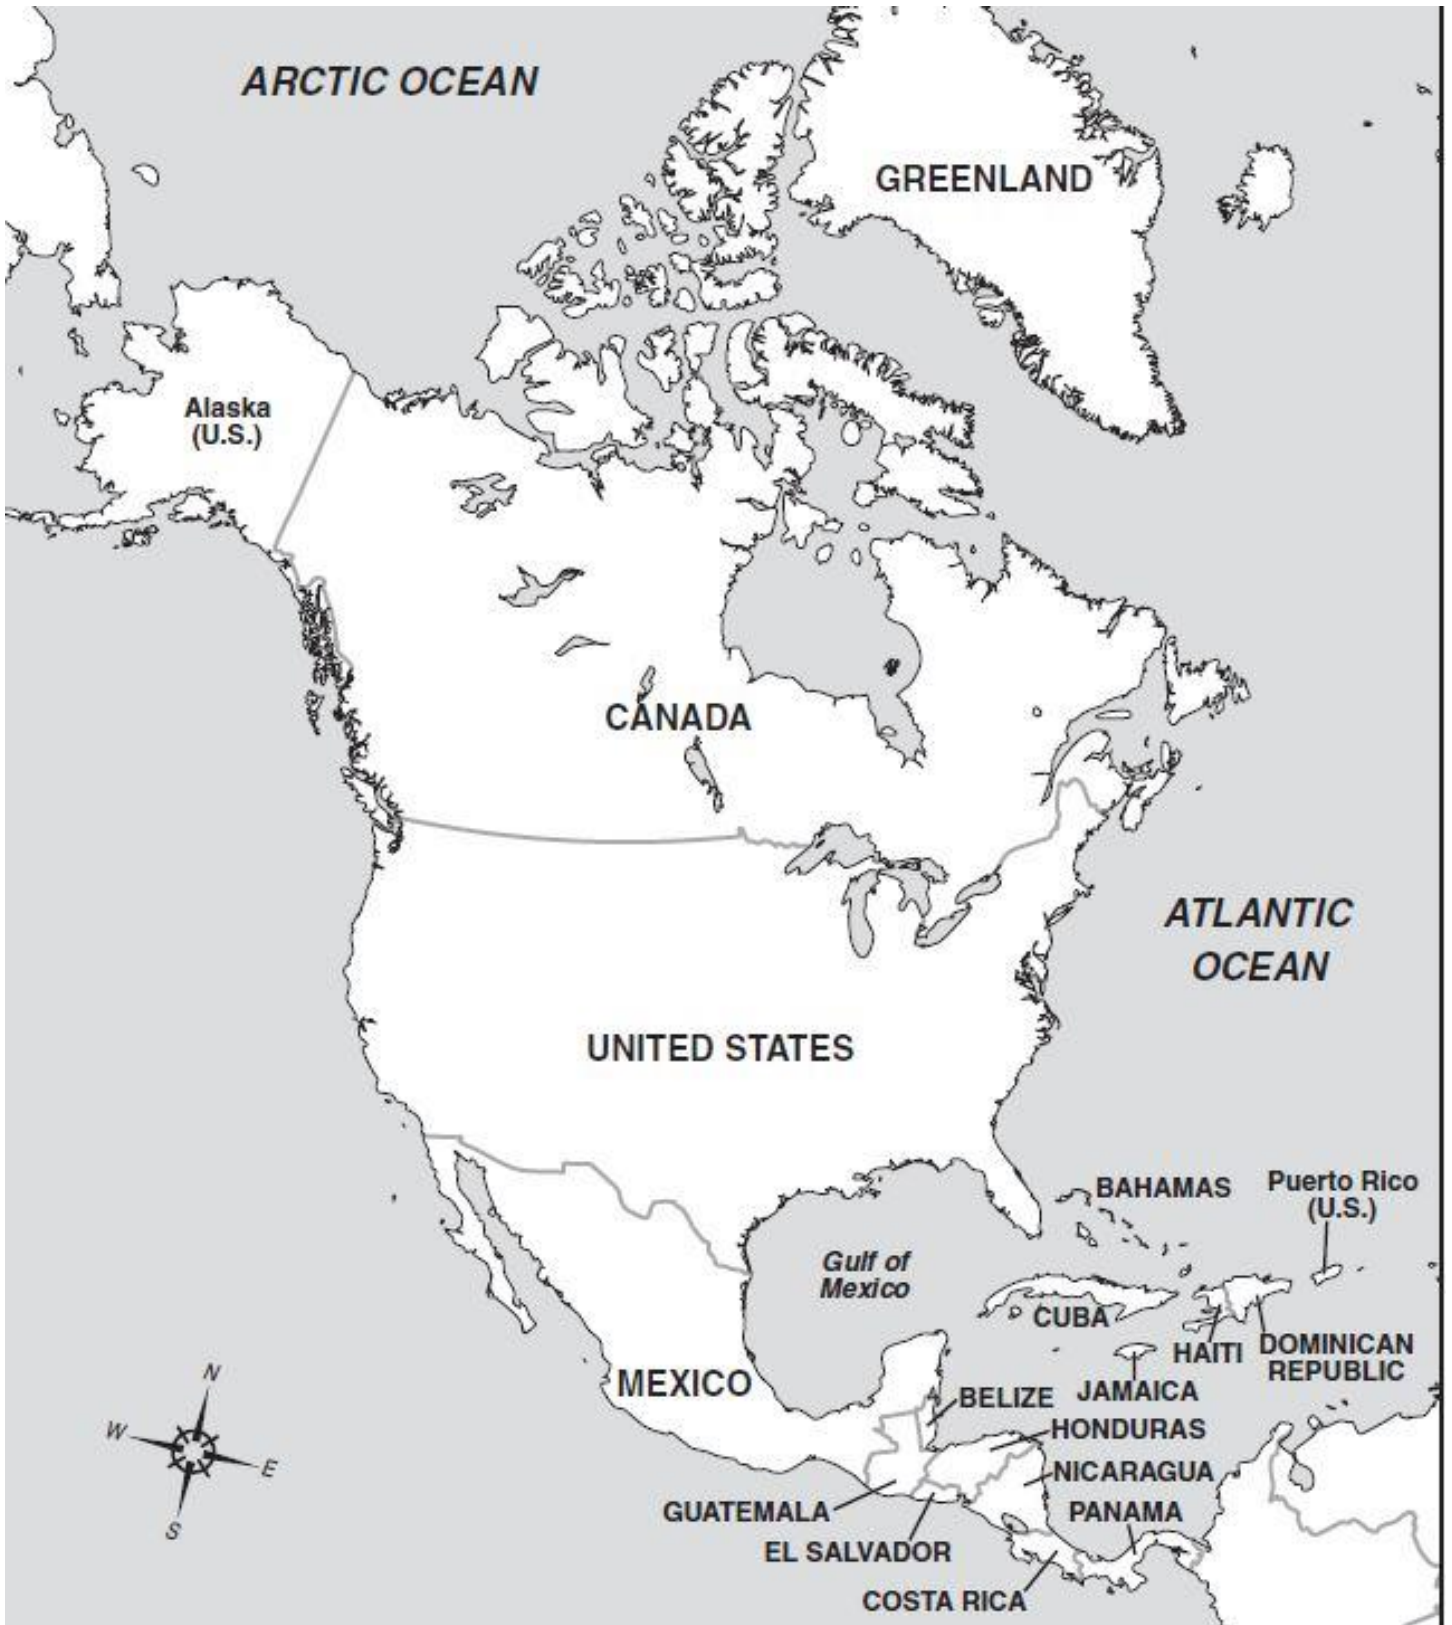 ARCTIC OCEAN
GREENLAND
Alaska
(U.S.)
CANADA
ATLANTIC
OCEAN
UNITED STATES
BAHAMAS
Puerto Rico
(U.S.)
Gulf of
Mexico
CUBA
HAITI
DOMINICAN
REPUBLIC
JAMAICA
MEXICO
BELIZE
HONDURAS
NICARAGUA
GUATEMALA
PANAMA
EL SALVADOR
COSTA RICA
N
W
E
S